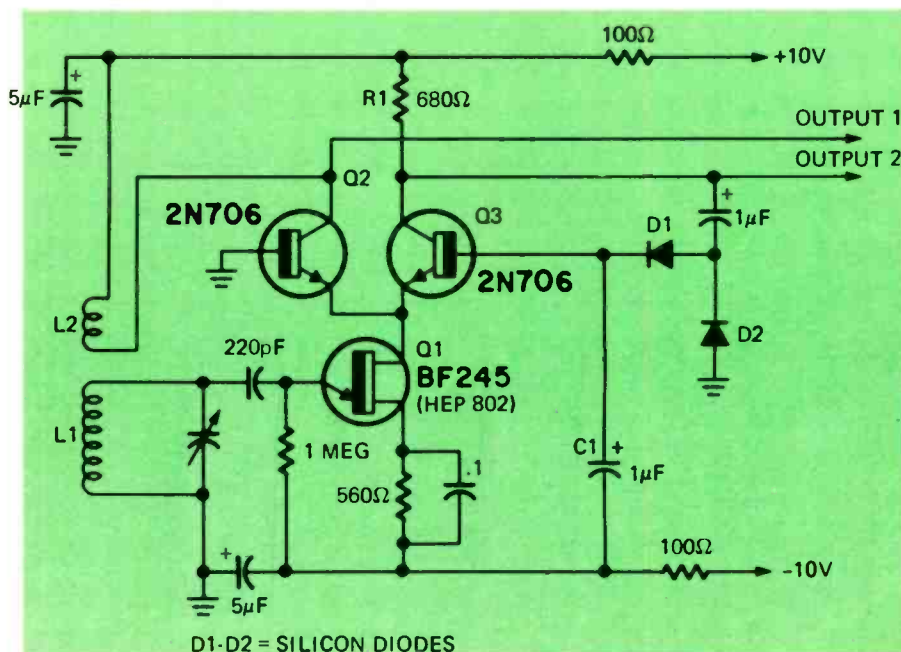 100Ω
+10V
5μF
+
R1
680Ω
OUTPUT 1
OUTPUT 2
Q2
2N706
Q3
2N706
D1
+
1μF
D2
L2
220pF
Q1
BF245
(HEP 802)
L1
1 MEG
560Ω
.1
C1
+
1μF
+
5μF
100Ω
-10V
D1-D2 = SILICON DIODES